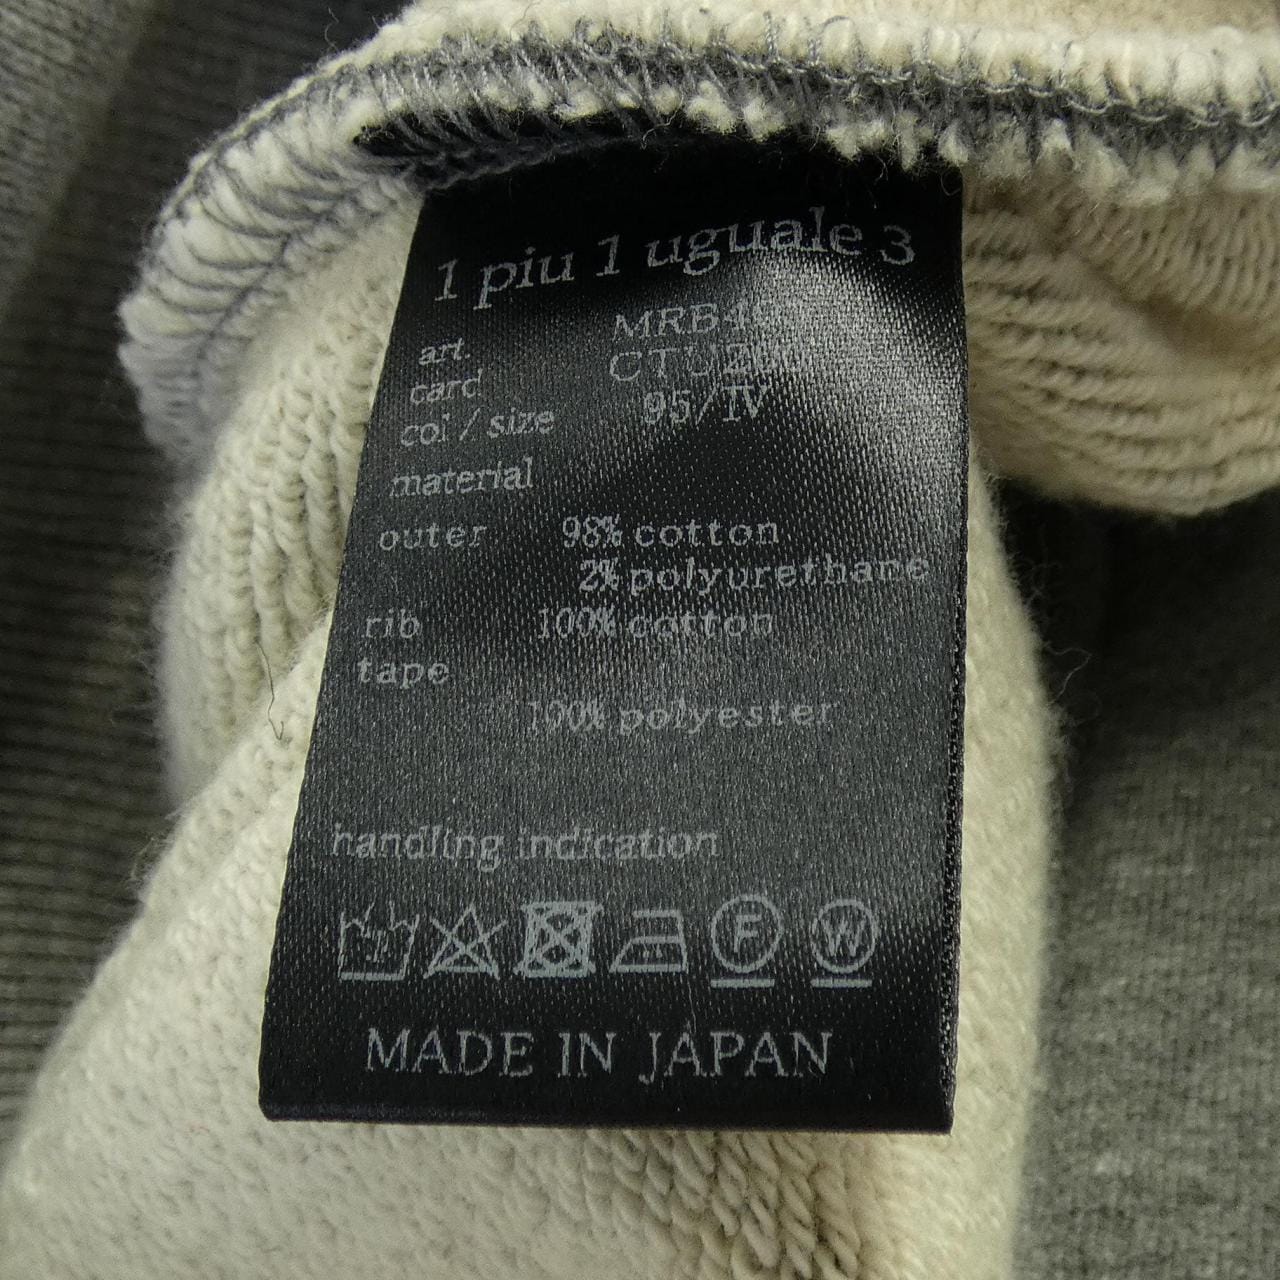 1 piu 1 uguale 3
art.
card
col / size 95/IV
material
outer 98% cotton
2% polyurethane
rib 100% cotton
tape
100% polyester
handling indication
F W
MADE IN JAPAN